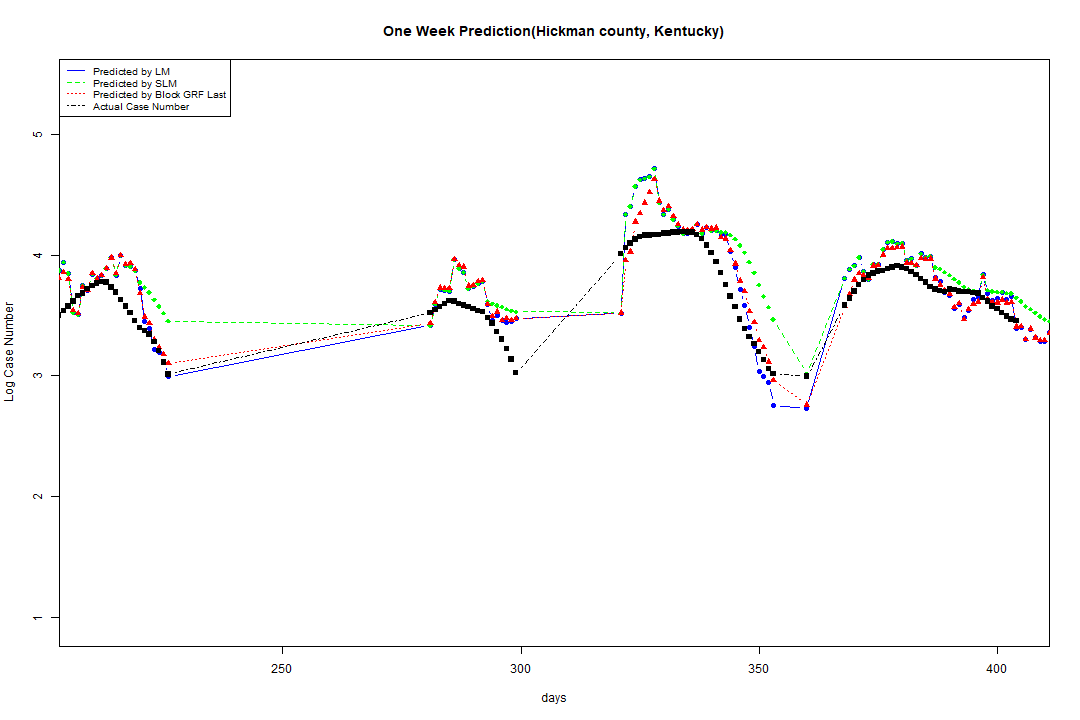 One Week Prediction(Hickman county, Kentucky)
Predicted by LM
Predicted by SLM
Predicted by Block GRF Last
Actual Case Number
5
4
3
2
1
Log Case Number
250 300 350 400
days